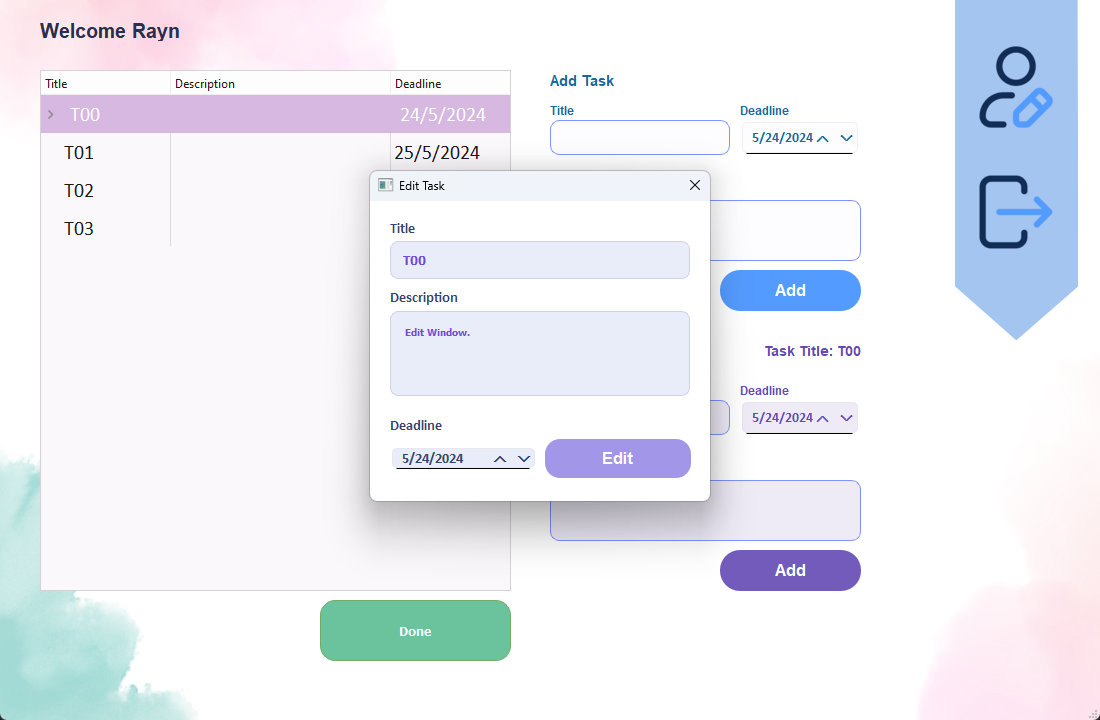 Welcome Rayn
Title Description Deadline
T00 24/5/2024
T01 25/5/2024
T02
T03
Add Task
Title Deadline
5/24/2024
Add
Task Title: T00
Deadline
5/24/2024
Add
Edit Task
Title
T00
Description
Edit Window.
Deadline
5/24/2024 Edit
Done